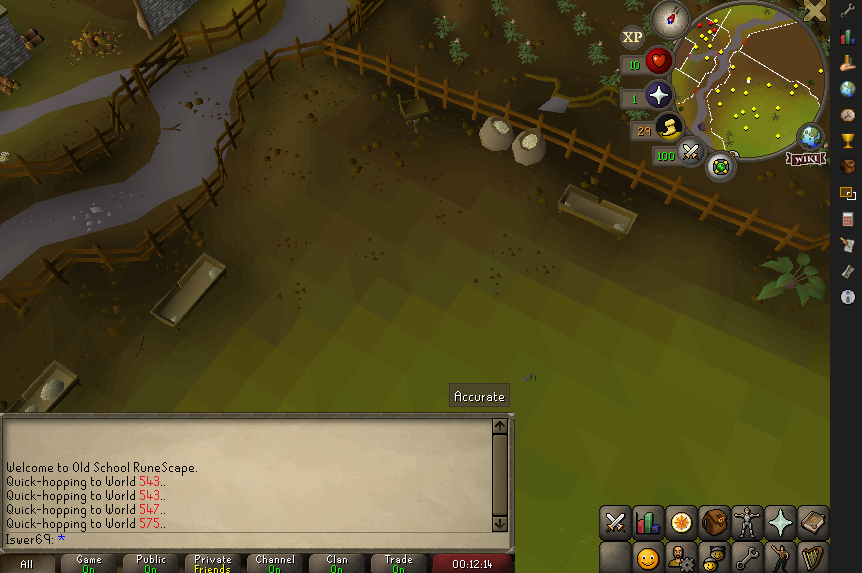 XP
10
1
29
100
WIKI
Accurate
Welcome to Old School RuneScape.
Quick-hopping to World 543..
Quick-hopping to World 543..
Quick-hopping to World 547..
Quick-hopping to World 575..
Iswer69: *
All
Game
On
Public
On
Private
Friends
Channel
On
Clan
On
Trade
On
00:12:14